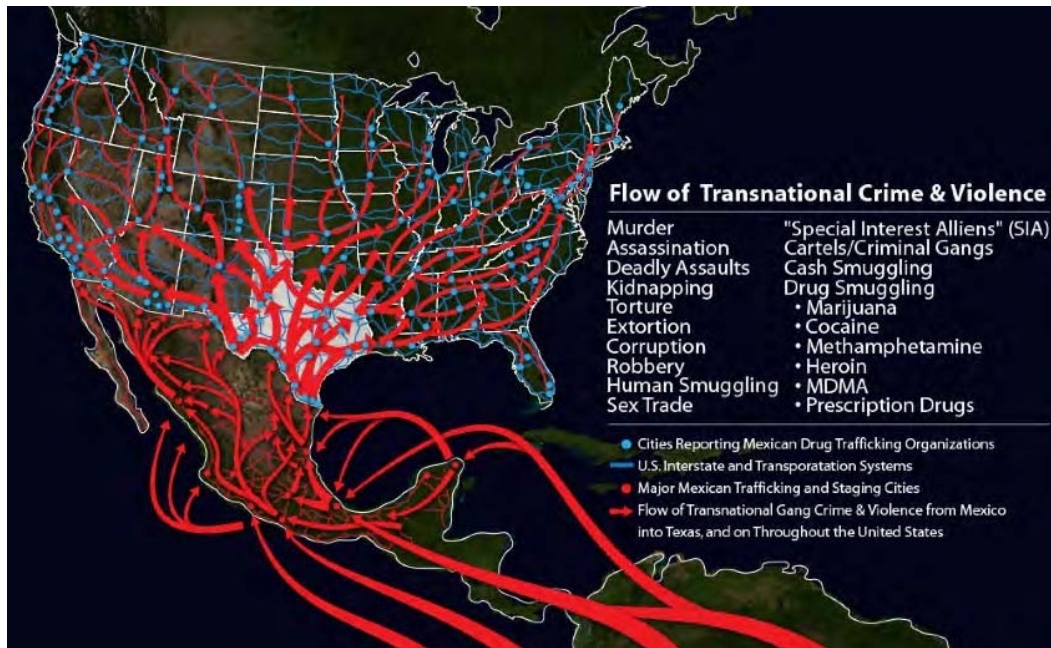 Flow of Transnational Crime & Violence
Murder
Assassination
Deadly Assaults
Kidnapping
Torture
Extortion
Corruption
Robbery
Human Smuggling
Sex Trade
"Special Interest Alliens" (SIA)
Cartels/Criminal Gangs
Cash Smuggling
Drug Smuggling
• Marijuana
• Cocaine
• Methamphetamine
• Heroin
• MDMA
• Prescription Drugs
Cities Reporting Mexican Drug Trafficking Organizations
U.S. Interstate and Transporatation Systems
Major Mexican Trafficking and Staging Cities
Flow of Transnational Gang Crime & Violence from Mexico
into Texas, and on Throughout the United States